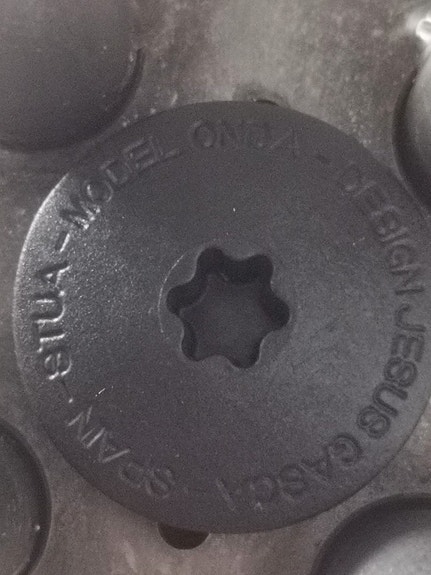 STUA - MODEL ONDA - DESIGN JESUS GASCA - SPAIN -